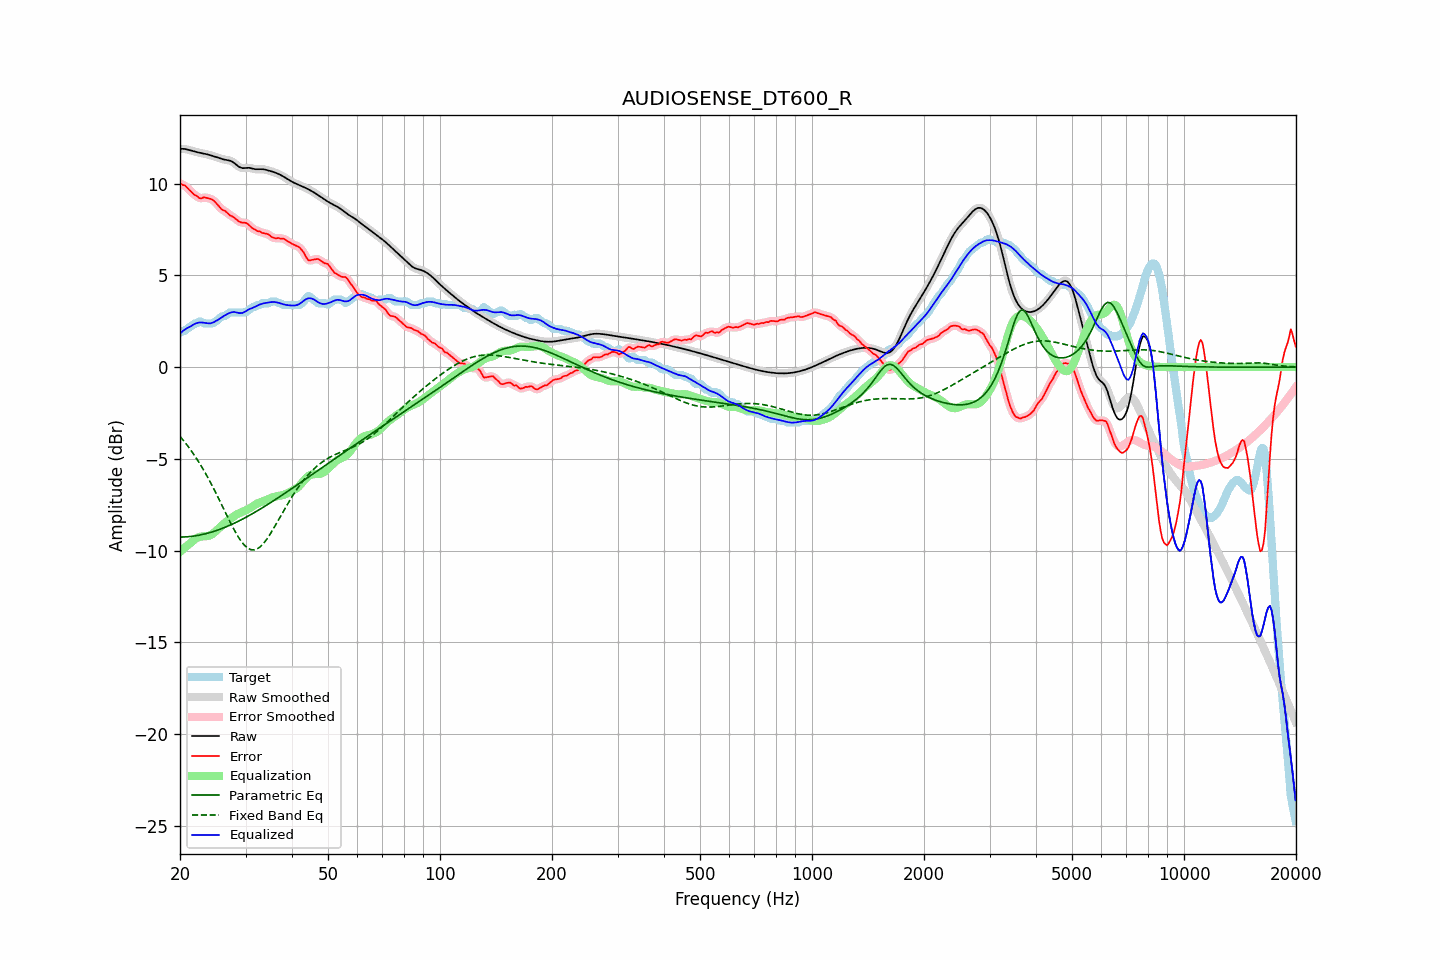 AUDIOSENSE_DT600_R
Amplitude (dBr)
10
5
0
−5
−10
−15
−20
−25
Target
Raw Smoothed
Error Smoothed
Raw
Error
Equalization
Parametric Eq
Fixed Band Eq
Equalized
20
50
100
200
500
1000
2000
5000
10000
20000
Frequency (Hz)